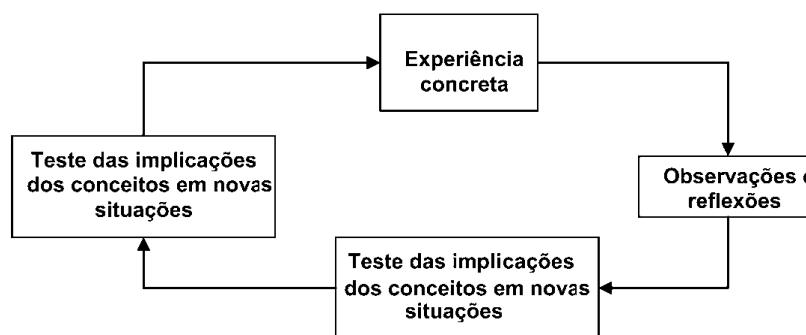 Experiência
concreta
Teste das implicações
dos conceitos em novas
situações
Observações
reflexões
Teste das implicações
dos conceitos em novas
situações